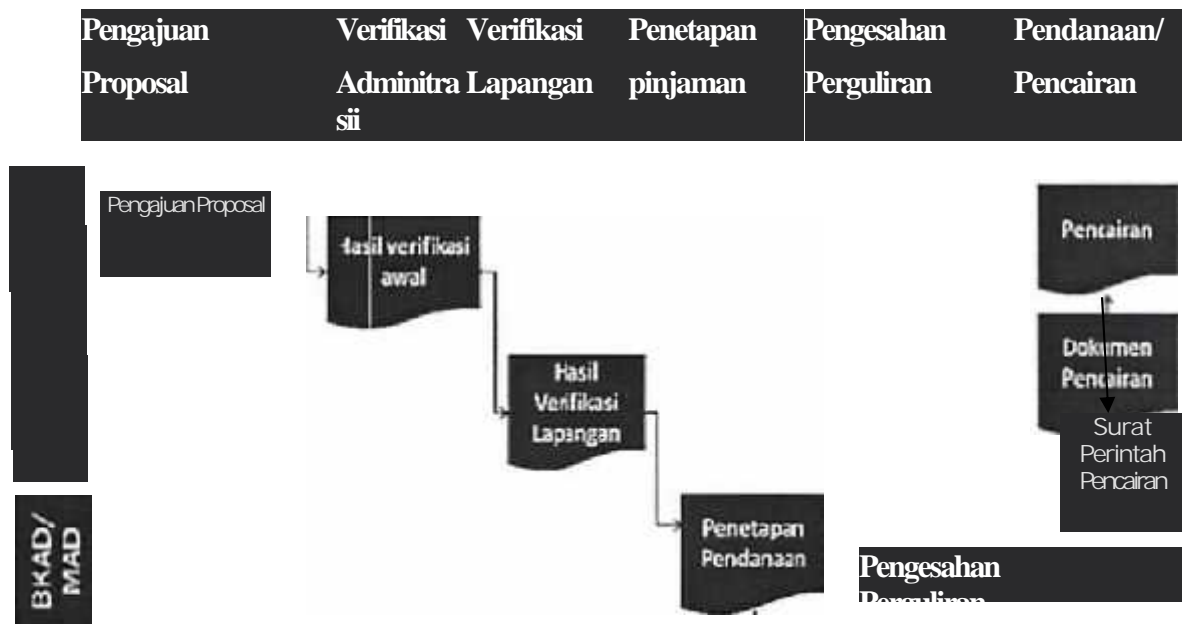 Pengajuan Verifikasi Verifikasi Penetapan Pengesahan Pendanaan/
Proposal Adminitra Lapangan pinjaman Perguliran Pencairan
sii
Pengajuan Proposal
Hasil verifikasi
awal
Hasil
Verifikasi
Lapangan
Penetapan
Pendanaan
Pencairan
Dokumen
Pencairan
Surat
Perintah
Pencairan
Pengesahan
Perguliran
BKAD/
MAD